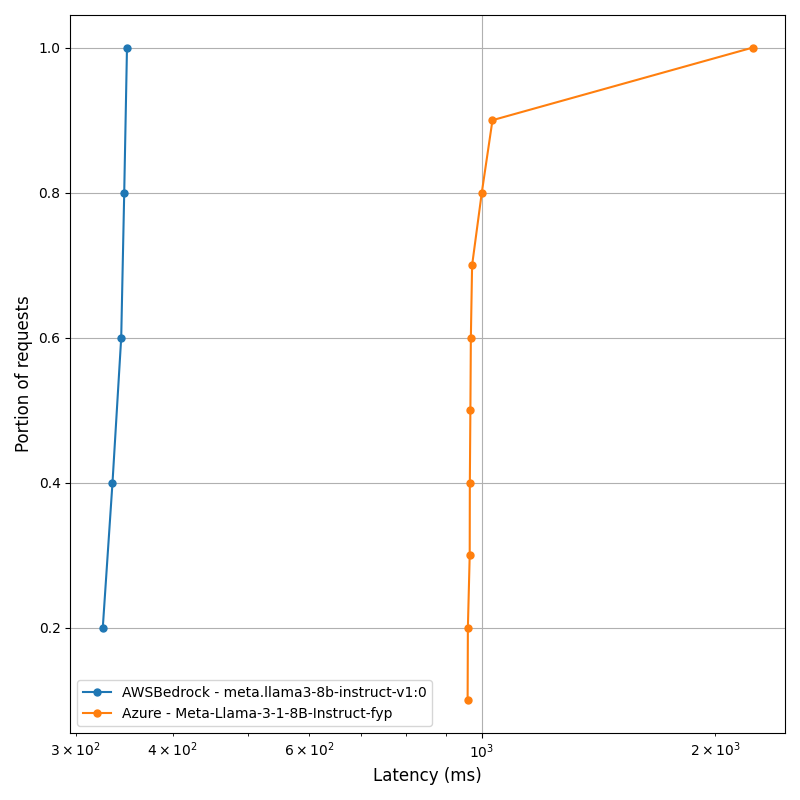 1.0
0.8
0.6
0.4
0.2
Portion of requests
AWSBedrock - meta.llama3-8b-instruct-v1:0
Azure - Meta-Llama-3-1-8B-Instruct-fyp
3 × 10²
4 × 10²
6 × 10²
10³
2 × 10³
Latency (ms)